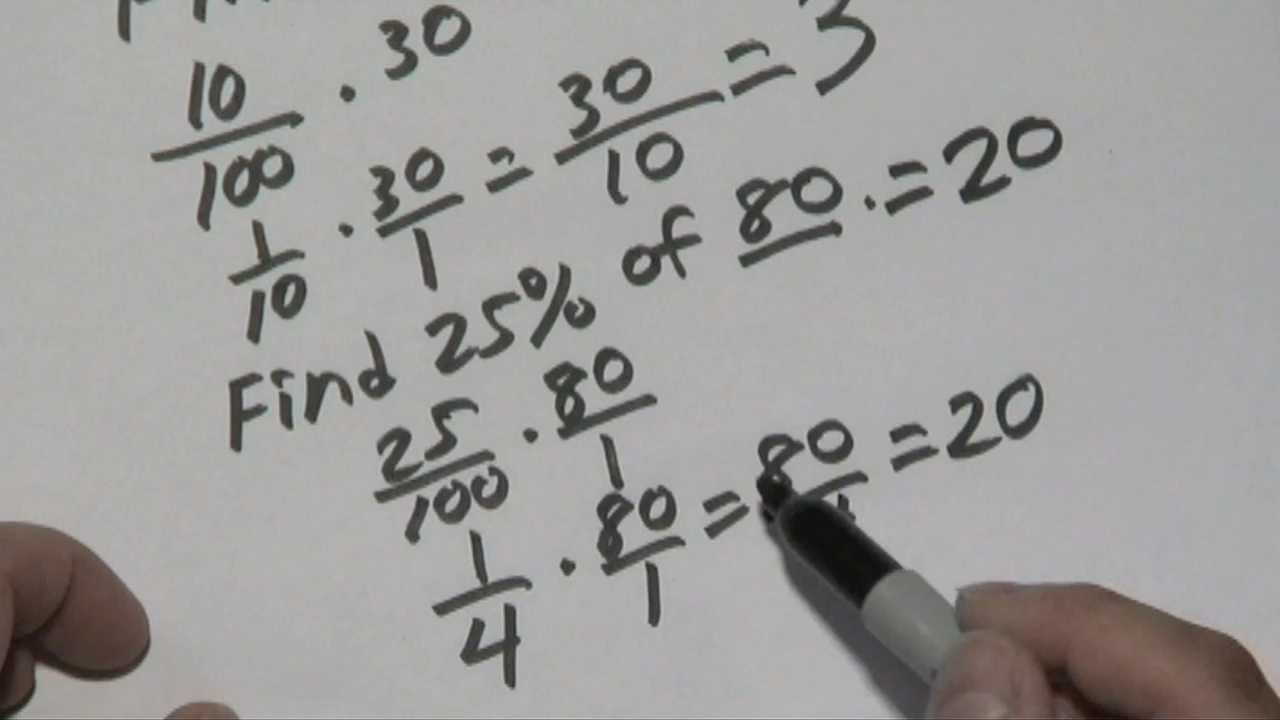 10/100 · 30
1/10 · 30/1 = 30/10 = 3
Find 25% of 80. = 20
25/100 · 80/1
1/4 · 80/1 = 80/4 = 20